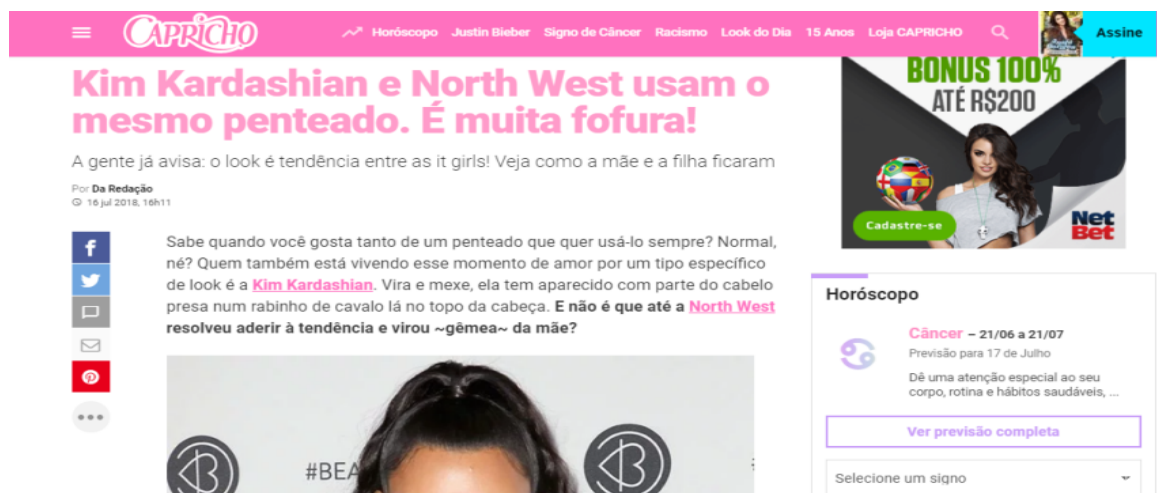 CAPRICHO
Horóscopo Justin Bieber Signo de Câncer Racismo Look do Dia 15 Anos Loja CAPRICHO
Assine
Kim Kardashian e North West usam o
mesmo penteado. É muita fofura!
A gente já avisa: o look é tendência entre as it girls! Veja como a mãe e a filha ficaram
Por Da Redação
16 jul 2018, 16h11
Sabe quando você gosta tanto de um penteado que quer usá-lo sempre? Normal,
né? Quem também está vivendo esse momento de amor por um tipo específico
de look é a Kim Kardashian. Vira e mexe, ela tem aparecido com parte do cabelo
presa num rabinho de cavalo lá no topo da cabeça. E não é que até a North West
resolveu aderir à tendência e virou ~gêmea~ da mãe?
#BEA
BONUS 100%
ATÉ R$200
Cadastre-se
Net
Bet
Horóscopo
Câncer – 21/06 a 21/07
Previsão para 17 de Julho
Dê uma atenção especial ao seu
corpo, rotina e hábitos saudáveis, ...
Ver previsão completa
Selecione um signo